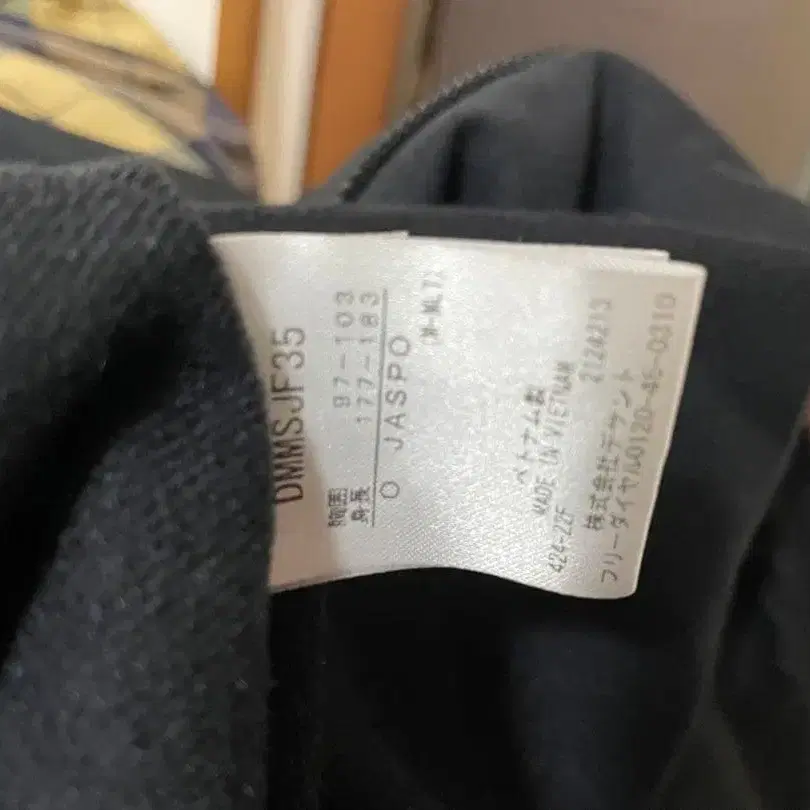 DMMSJF35
胸囲 97-103
身長 177-183
O JASPO
ベトナム製
MADE IN VIETNAM
424-22F 2124213
株式会社デサント
フリーダイヤル0120-46-0310